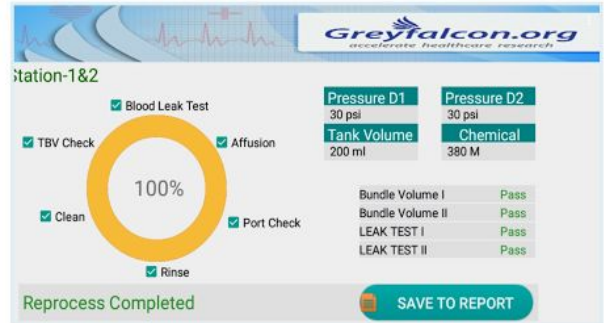 Greyfalcon.org
accelerate healthcare research
Station-1&2
Blood Leak Test
TBV Check
Affusion
100%
Clean
Port Check
Rinse
Pressure D1
30 psi
Pressure D2
30 psi
Tank Volume
200 ml
Chemical
380 M
Bundle Volume I Pass
Bundle Volume II Pass
LEAK TEST I Pass
LEAK TEST II Pass
Reprocess Completed
SAVE TO REPORT